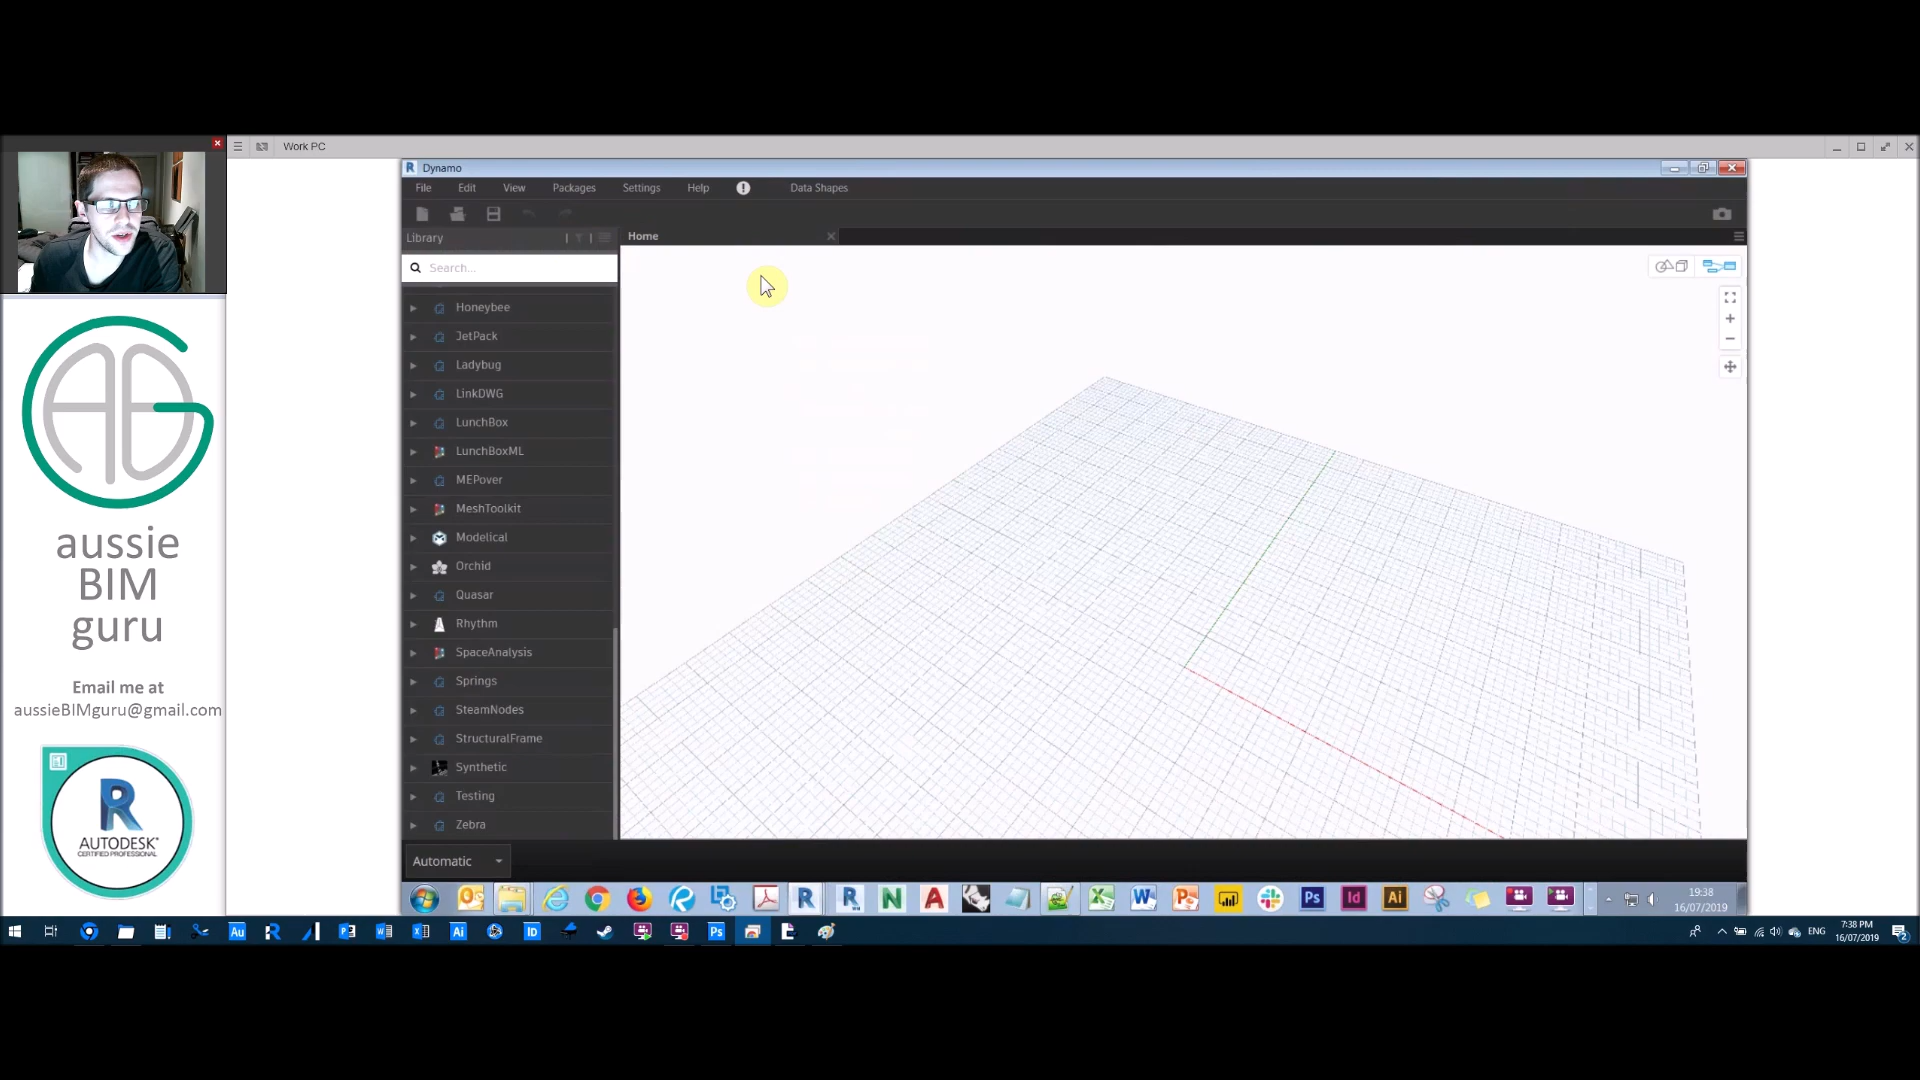 Work PC
Dynamo
File Edit View Packages Settings Help Data Shapes
Library
Search...
Home
Honeybee
JetPack
Ladybug
LinkDWG
LunchBox
LunchBoxML
MEPover
MeshToolkit
Modelical
Orchid
Quasar
Rhythm
SpaceAnalysis
Springs
SteamNodes
StructuralFrame
Synthetic
Testing
Zebra
Automatic
aussie
BIM
guru
Email me at
aussieBIMguru@gmail.com
R
AUTODESK
CERTIFIED PROFESSIONAL
19:38
16/07/2019
ENG
7:38 PM
16/07/2019